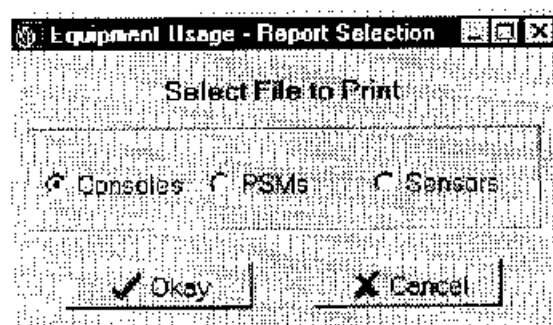 Equipment Usage - Report Selection
Select File to Print
Consoles PSMs Sensors
Okay Cancel